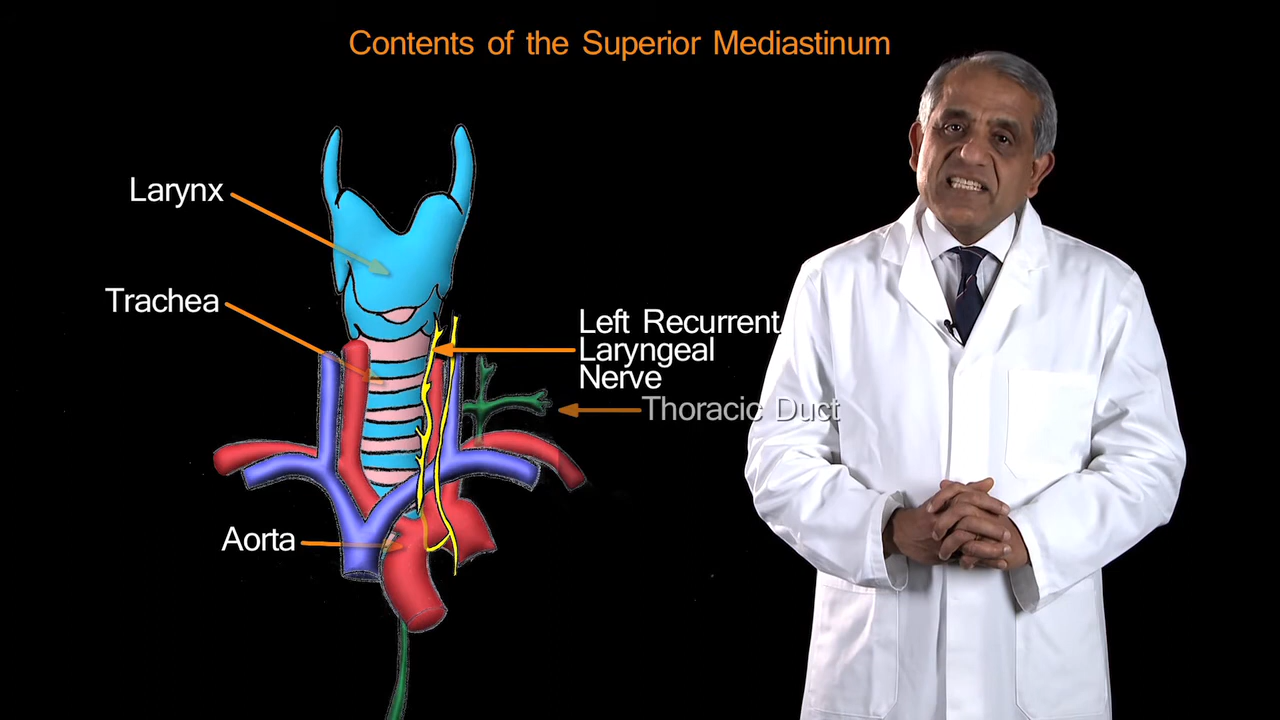 Contents of the Superior Mediastinum
Larynx
Trachea
Left Recurrent
Laryngeal
Nerve
Thoracic Duct
Aorta